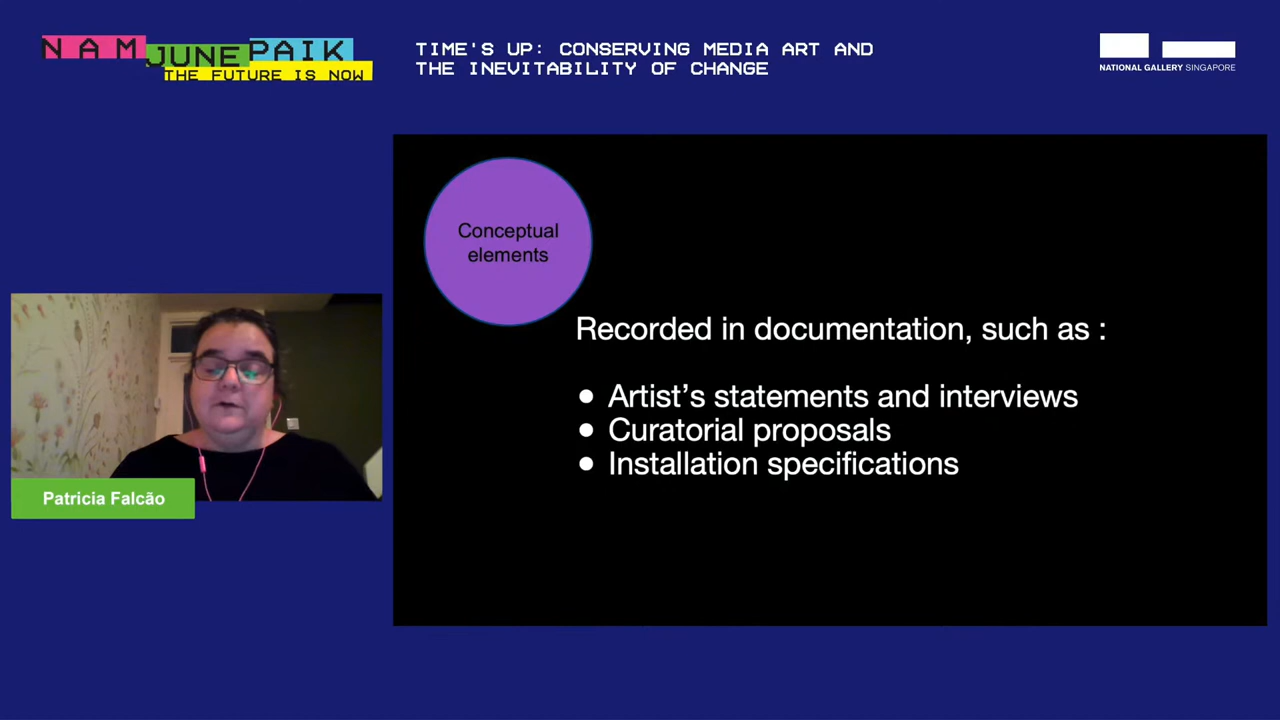 NAM
JUNE PAIK
THE FUTURE IS NOW
TIME'S UP: CONSERVING MEDIA ART AND
THE INEVITABILITY OF CHANGE
NATIONAL GALLERY SINGAPORE
Conceptual
elements
Recorded in documentation, such as :
● Artist’s statements and interviews
● Curatorial proposals
● Installation specifications
Patricia Falcão